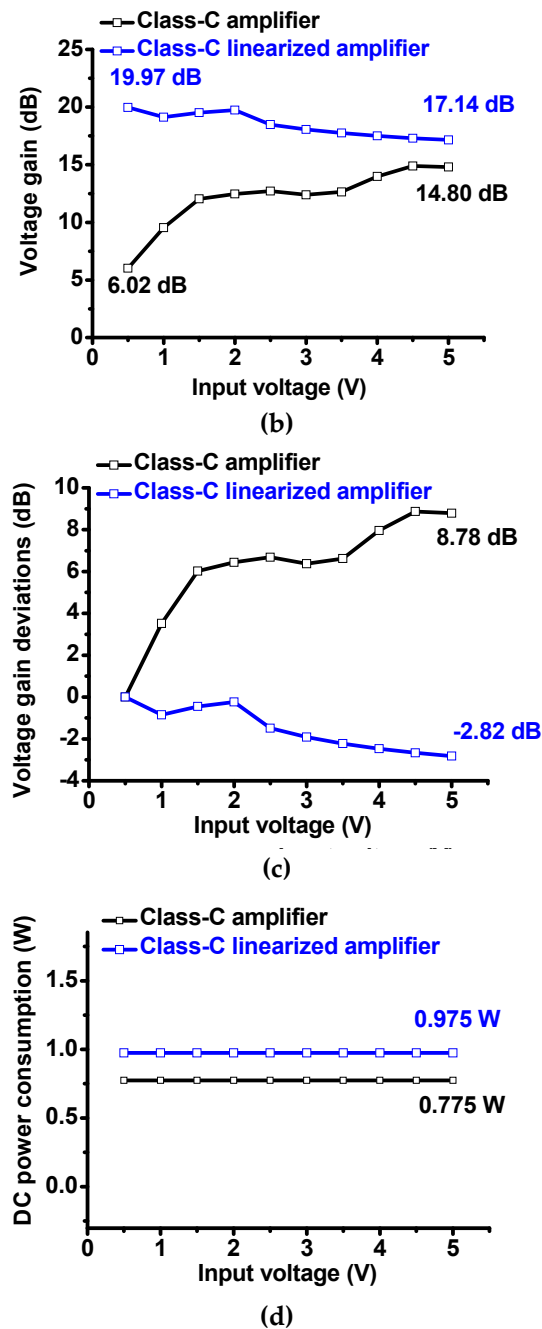 Class-C amplifier
Class-C linearized amplifier
25
20
15
10
5
0
Voltage gain (dB)
19.97 dB
17.14 dB
14.80 dB
6.02 dB
0 1 2 3 4 5
Input voltage (V)
(b)
Class-C amplifier
Class-C linearized amplifier
10
8
6
4
2
0
-2
-4
Voltage gain deviations (dB)
8.78 dB
-2.82 dB
0 1 2 3 4 5
Input voltage (V)
(c)
Class-C amplifier
Class-C linearized amplifier
1.5
1.0
0.5
0.0
DC power consumption (W)
0.975 W
0.775 W
0 1 2 3 4 5
Input voltage (V)
(d)